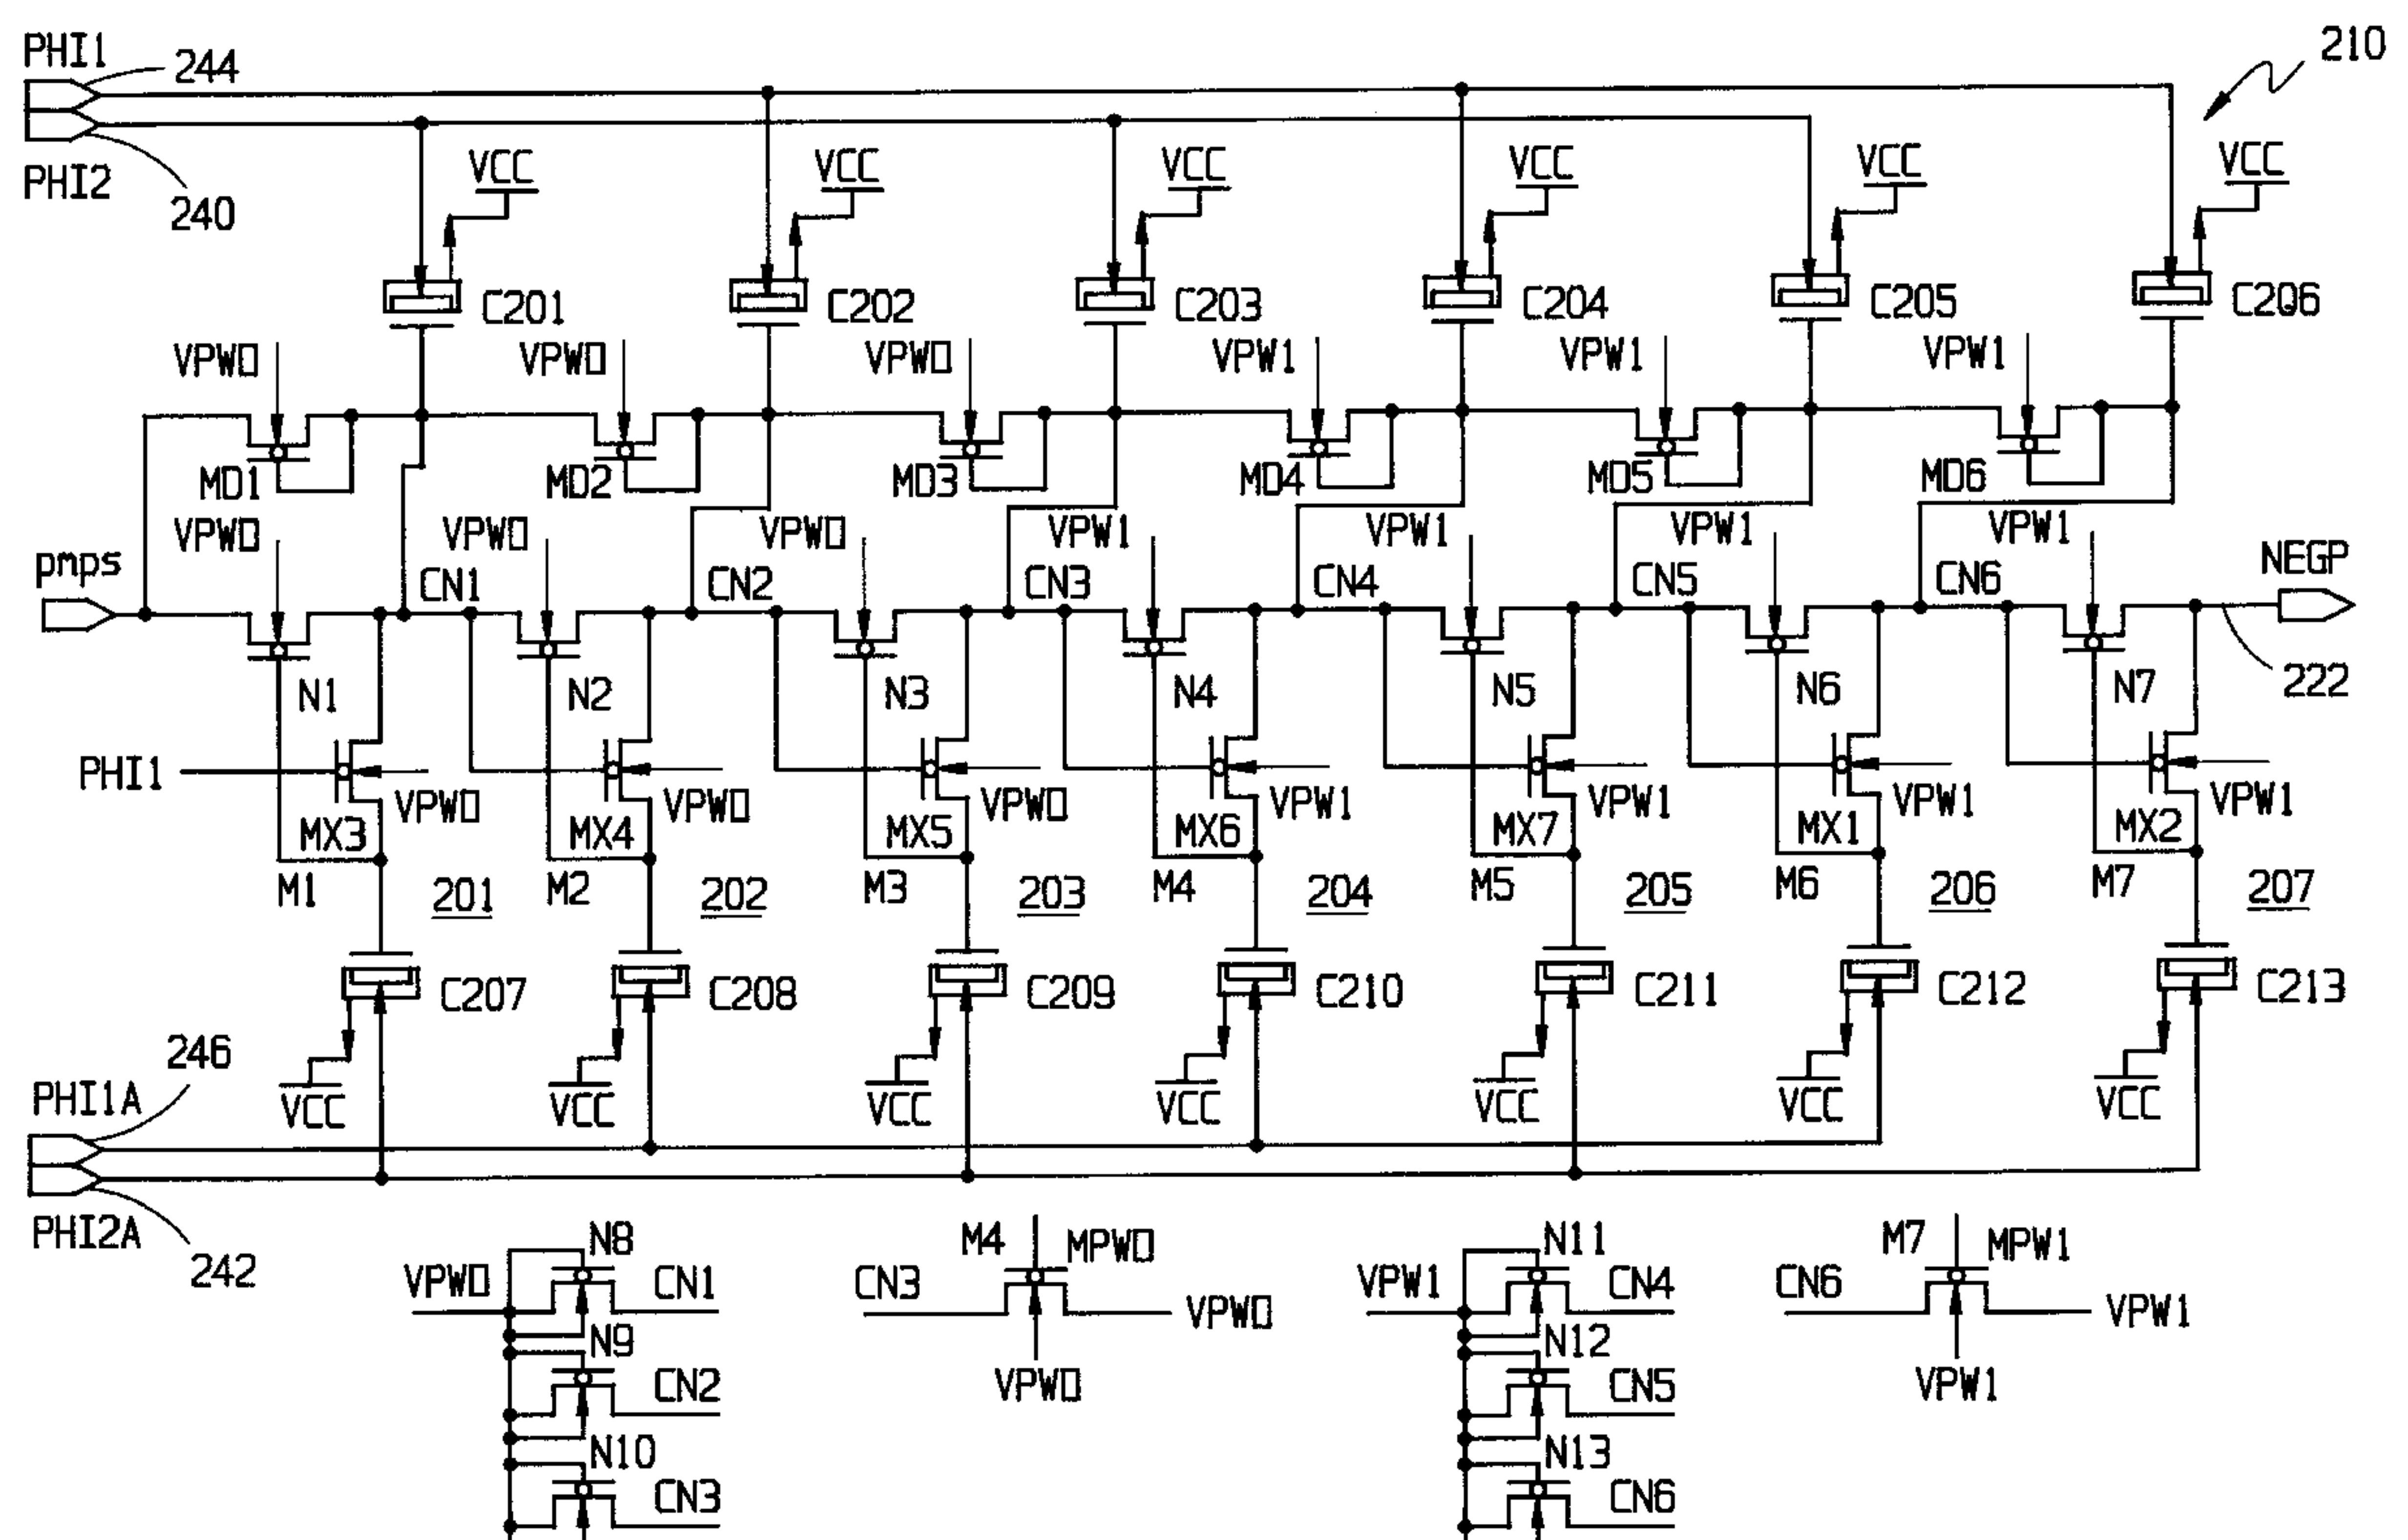 PHI1
244
210
PHI2
240
VCC VCC VCC VCC VCC VCC
C201 C202 C203 C204 C205 C206
VPW0 VPW0 VPW0 VPW1 VPW1 VPW1
MD1 MD2 MD3 MD4 MD5 MD6
VPW0 VPW0 VPW0 VPW1 VPW1 VPW1 VPW1
pmps CN1 CN2 CN3 CN4 CN5 CN6 NEGP
N1 N2 N3 N4 N5 N6 N7 222
PHI1 VPW0 VPW0 VPW0 VPW1 VPW1 VPW1 VPW1
MX3 MX4 MX5 MX6 MX7 MX1 MX2
M1 201 M2 202 M3 203 M4 204 M5 205 M6 206 M7 207
C207 C208 C209 C210 C211 C212 C213
246
PHI1A VCC VCC VCC VCC VCC VCC VCC
PHI2A
242
N8 M4 MPW0 N11 M7 MPW1
VPW0 CN1 CN3 VPW0 VPW1 CN4 CN6 VPW1
N9 N12
CN2 VPW0 CN5 VPW1
N10 N13
CN3 CN6